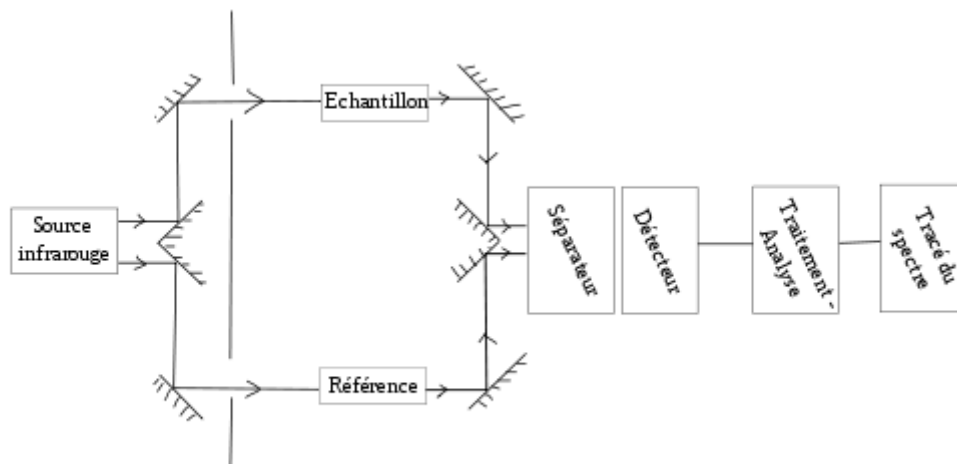 Echantillon
Source
infrarouge
Séparateur
Détecteur
Traitement -
Analyse
Tracé du
spectre
Référence